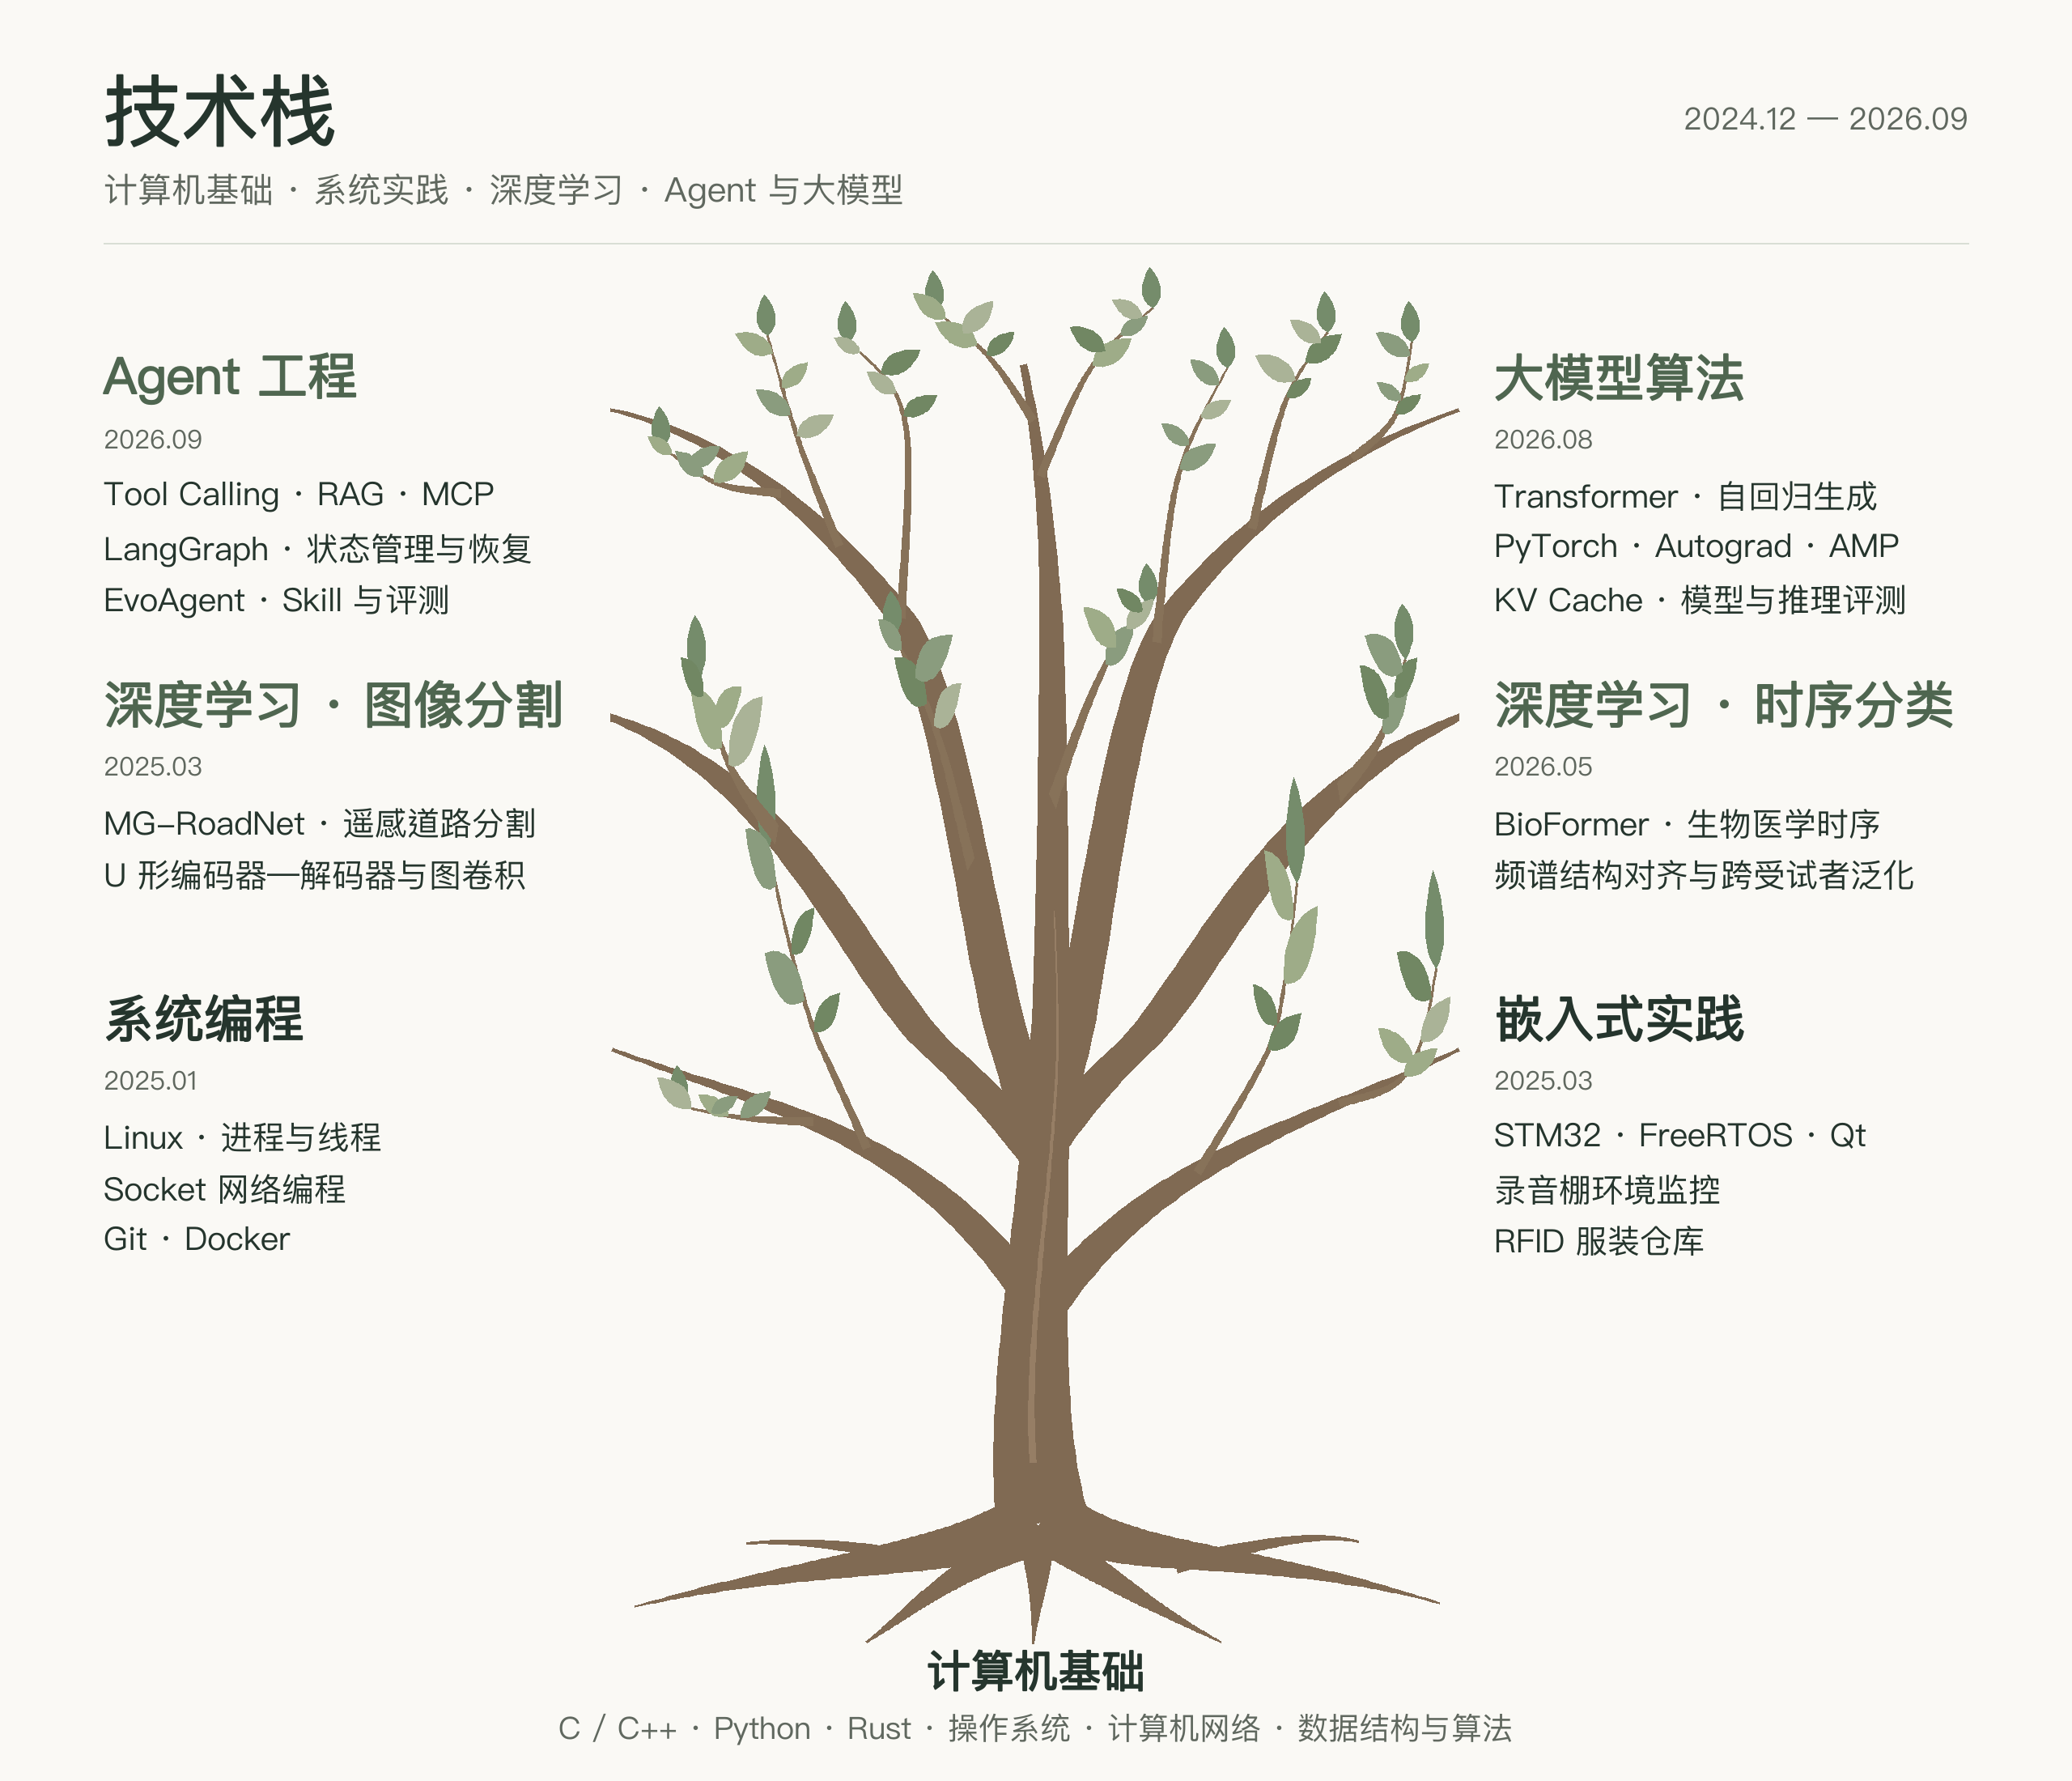 技术栈
2024.12 — 2026.09
计算机基础 · 系统实践 · 深度学习 · Agent 与大模型
Agent 工程
2026.09
Tool Calling · RAG · MCP
LangGraph · 状态管理与恢复
EvoAgent · Skill 与评测
深度学习 · 图像分割
2025.03
MG–RoadNet · 遥感道路分割
U 形编码器—解码器与图卷积
系统编程
2025.01
Linux · 进程与线程
Socket 网络编程
Git · Docker
大模型算法
2026.08
Transformer · 自回归生成
PyTorch · Autograd · AMP
KV Cache · 模型与推理评测
深度学习 · 时序分类
2026.05
BioFormer · 生物医学时序
频谱结构对齐与跨受试者泛化
嵌入式实践
2025.03
STM32 · FreeRTOS · Qt
录音棚环境监控
RFID 服装仓库
计算机基础
C / C++ · Python · Rust · 操作系统 · 计算机网络 · 数据结构与算法